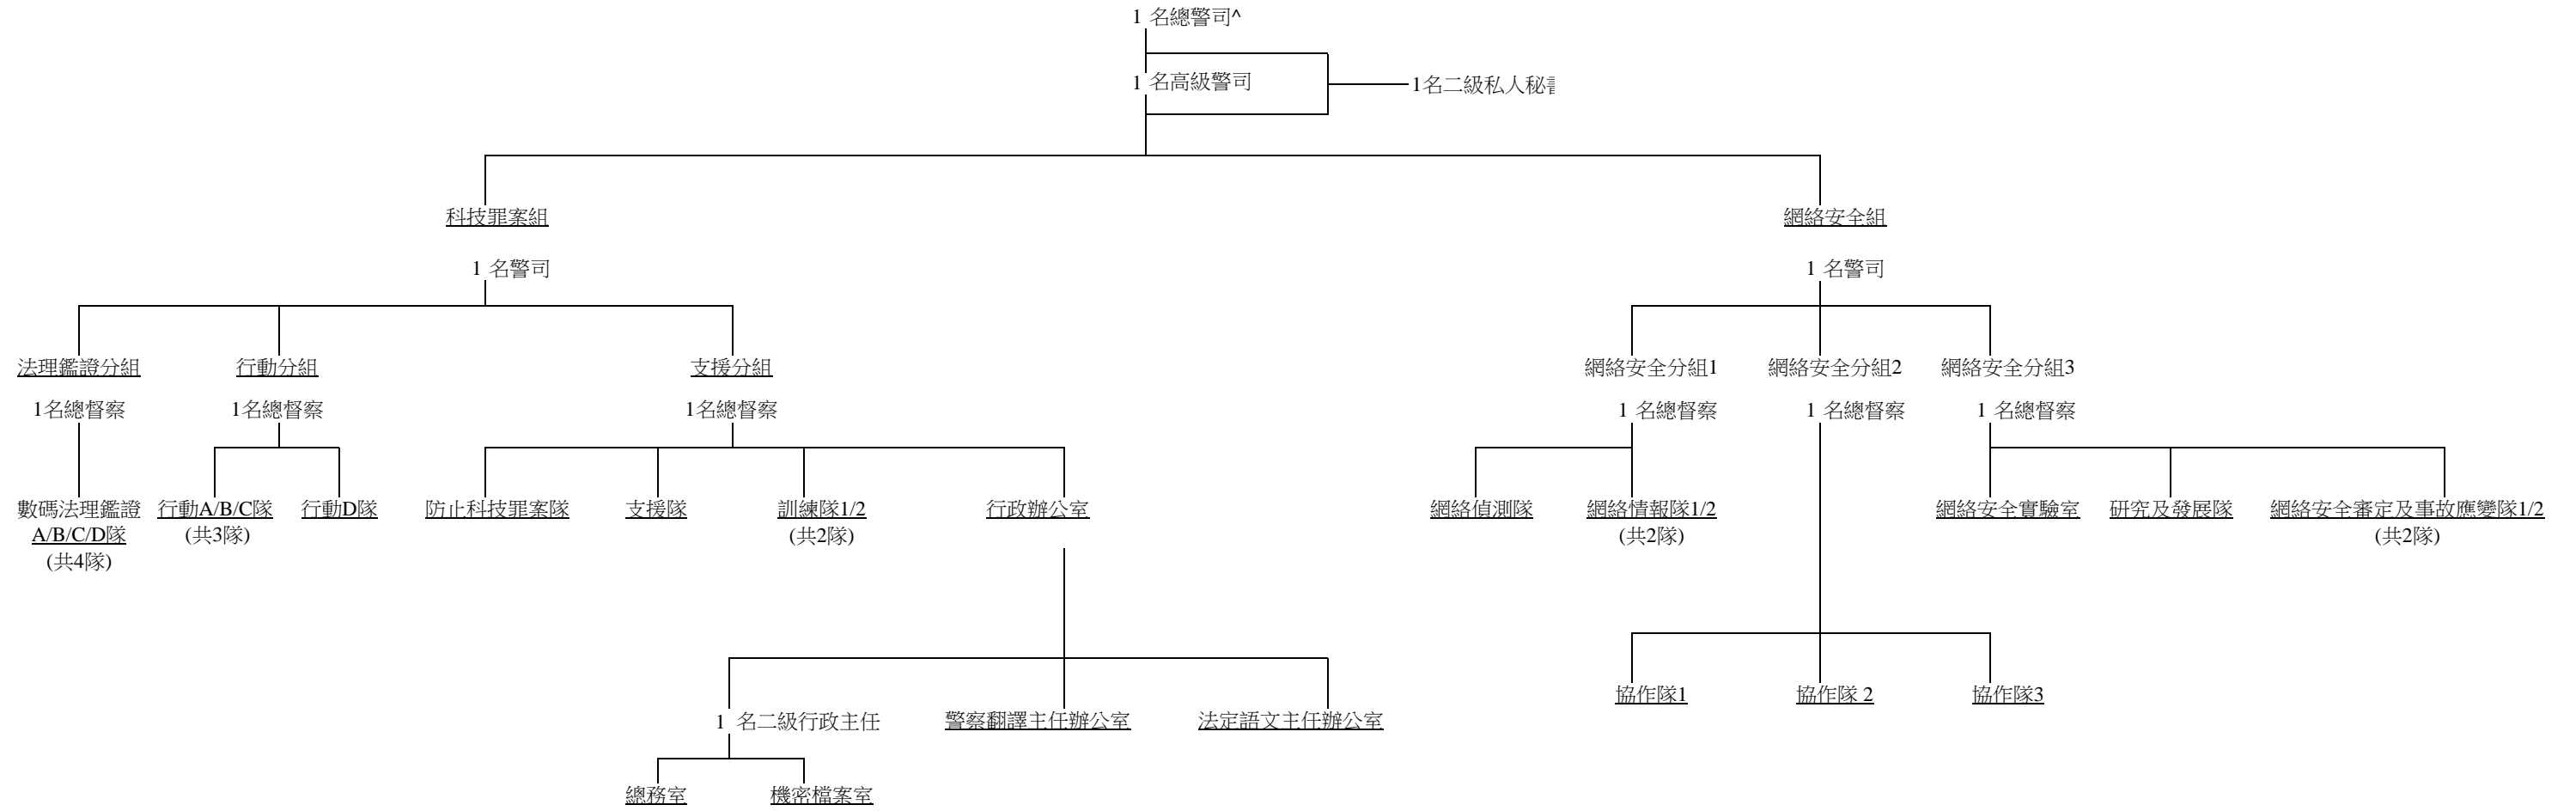 1 名總警司^
1 名高級警司
1名二級私人秘
科技罪案組
網絡安全組
1 名警司
1 名警司
法理鑑證分組
行動分組
支援分組
網絡安全分組1
網絡安全分組2
網絡安全分組3
1名總督察
1名總督察
1名總督察
1 名總督察
1 名總督察
1 名總督察
數碼法理鑑證
A/B/C/D隊
(共4隊)
行動A/B/C隊
(共3隊)
行動D隊
防止科技罪案隊
支援隊
訓練隊1/2
(共2隊)
行政辦公室
網絡偵測隊
網絡情報隊1/2
(共2隊)
網絡安全實驗室
研究及發展隊
網絡安全審定及事故應變隊1/2
(共2隊)
協作隊1
協作隊 2
協作隊3
1 名二級行政主任
警察翻譯主任辦公室
法定語文主任辦公室
總務室
機密檔案室